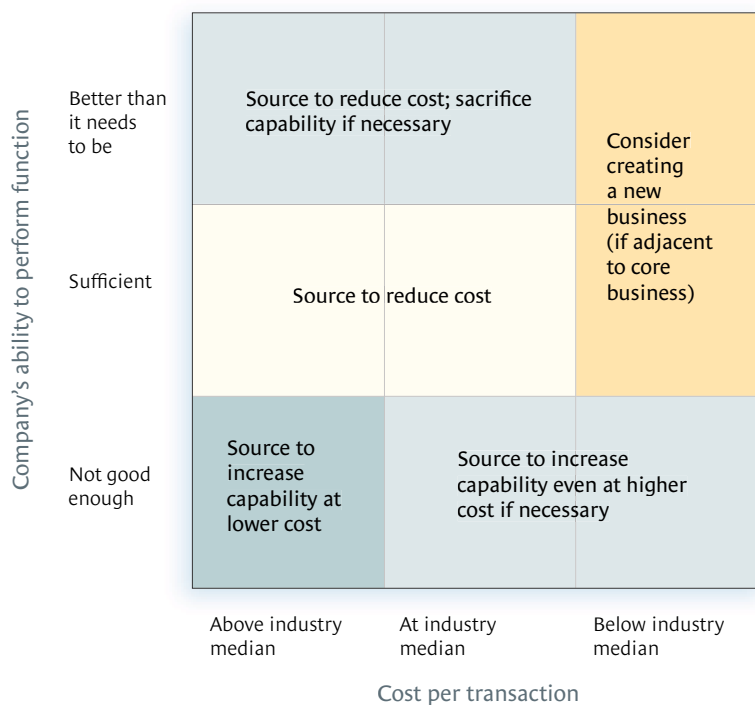 Company’s ability to perform function
Better than
it needs
to be
Source to reduce cost; sacrifice
capability if necessary
Consider
creating
a new
business
(if adjacent
to core
business)
Sufficient
Source to reduce cost
Not good
enough
Source to
increase
capability at
lower cost
Source to increase
capability even at higher
cost if necessary
Above industry
median
At industry
median
Below industry
median
Cost per transaction